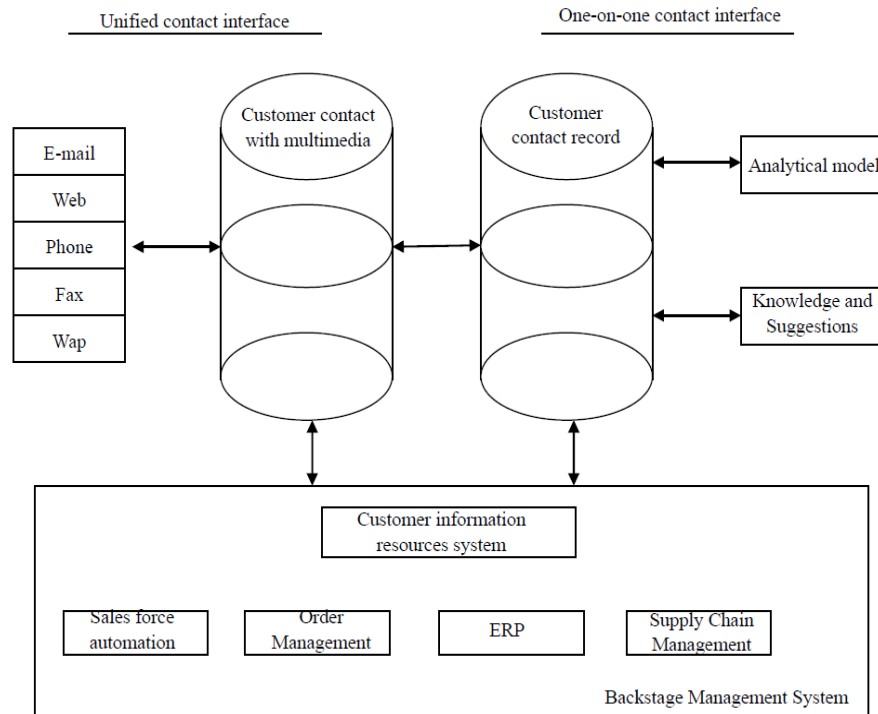 Unified contact interface
One-on-one contact interface
Customer contact
with multimedia
Customer
contact record
E-mail
Web
Phone
Fax
Wap
Analytical model
Knowledge and
Suggestions
Customer information
resources system
Sales force
automation
Order
Management
ERP
Supply Chain
Management
Backstage Management System